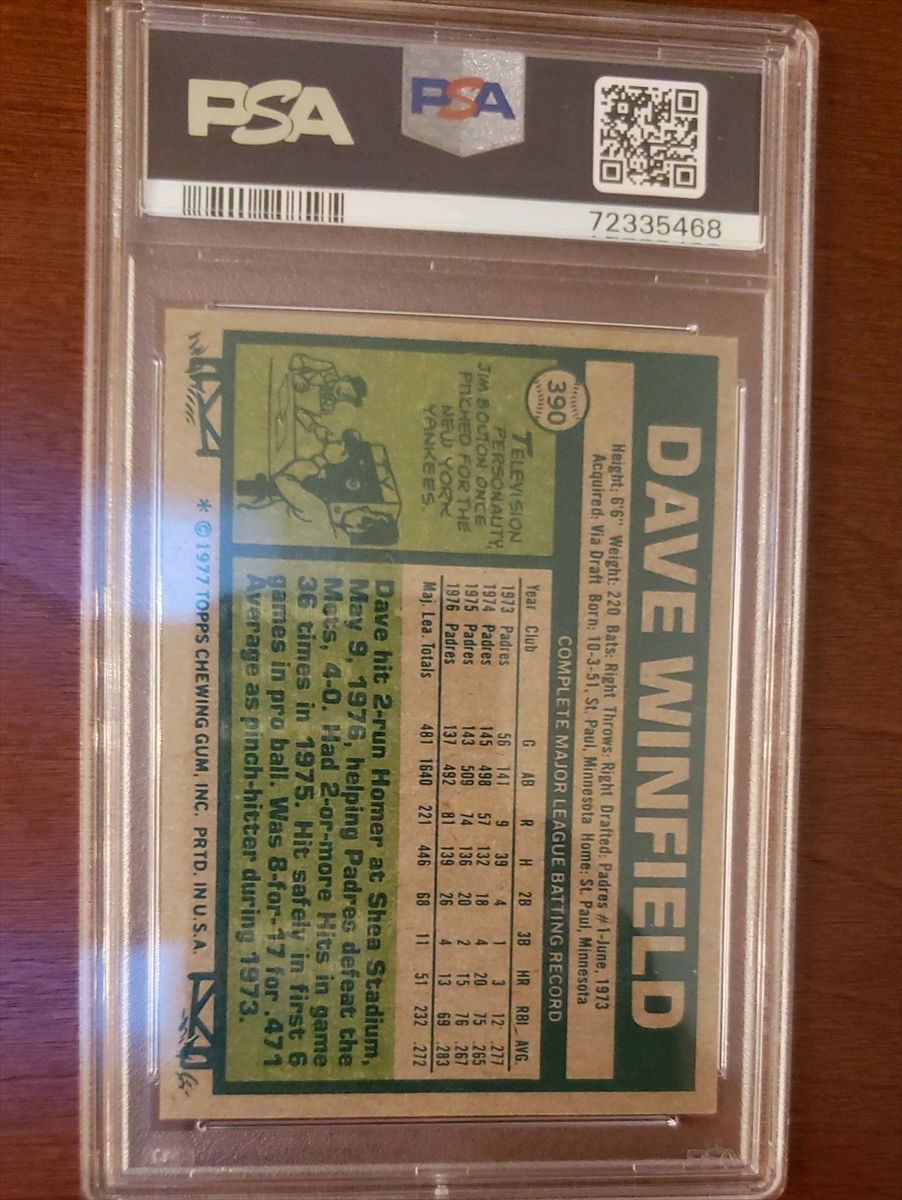 PSA
PSA
72335468
390
DAVE WINFIELD
Height: 6'6" Weight: 220 Bats: Right Throws: Right Drafted: Padres #1-June, 1973
Acquired: Via Draft Born: 10-3-51, St. Paul, Minnesota Home: St. Paul, Minnesota
COMPLETE MAJOR LEAGUE BATTING RECORD
Year Club G AB R H 2B 3B HR RBI AVG.
1973 Padres 56 141 9 39 4 1 3 12 .277
1974 Padres 145 498 57 132 18 4 20 75 .265
1975 Padres 143 509 74 136 20 2 15 76 .267
1976 Padres 137 492 81 139 26 4 13 69 .283
Maj. Lea. Totals 481 1640 221 446 68 11 51 232 .272
TELEVISION
PERSONALITY,
JIM BOUTON ONCE
PITCHED FOR THE
NEW YORK
YANKEES.
TV
Dave hit 2-run Homer at Shea Stadium,
May 9, 1976, helping Padres defeat the
Mets, 4-0. Had 2-or-more Hits in game
36 times in 1975. Hit safely in first 6
games in pro ball. Was 8-for-17 for .471
Average as pinch-hitter during 1973.
* © 1977 TOPPS CHEWING GUM, INC. PRTD. IN U.S.A.
PSA